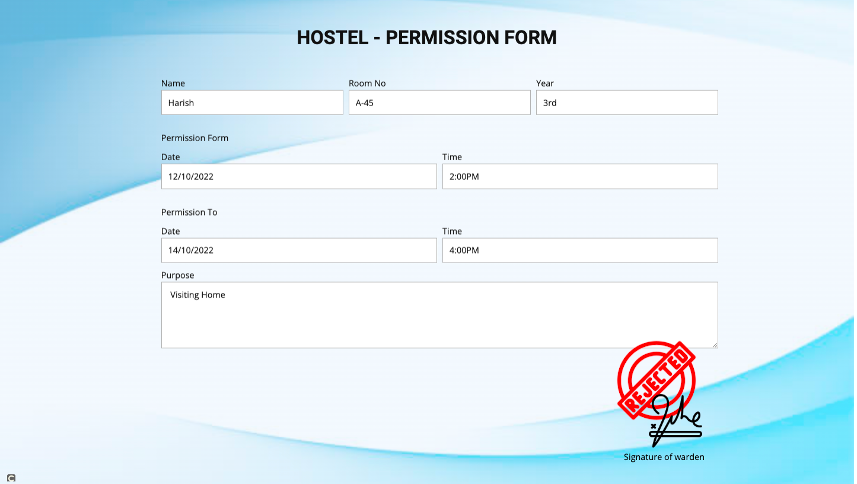 HOSTEL - PERMISSION FORM
Name Room No Year
Harish A-45 3rd
Permission Form
Date Time
12/10/2022 2:00PM
Permission To
Date Time
14/10/2022 4:00PM
Purpose
Visiting Home
REJECTED
Signature of warden